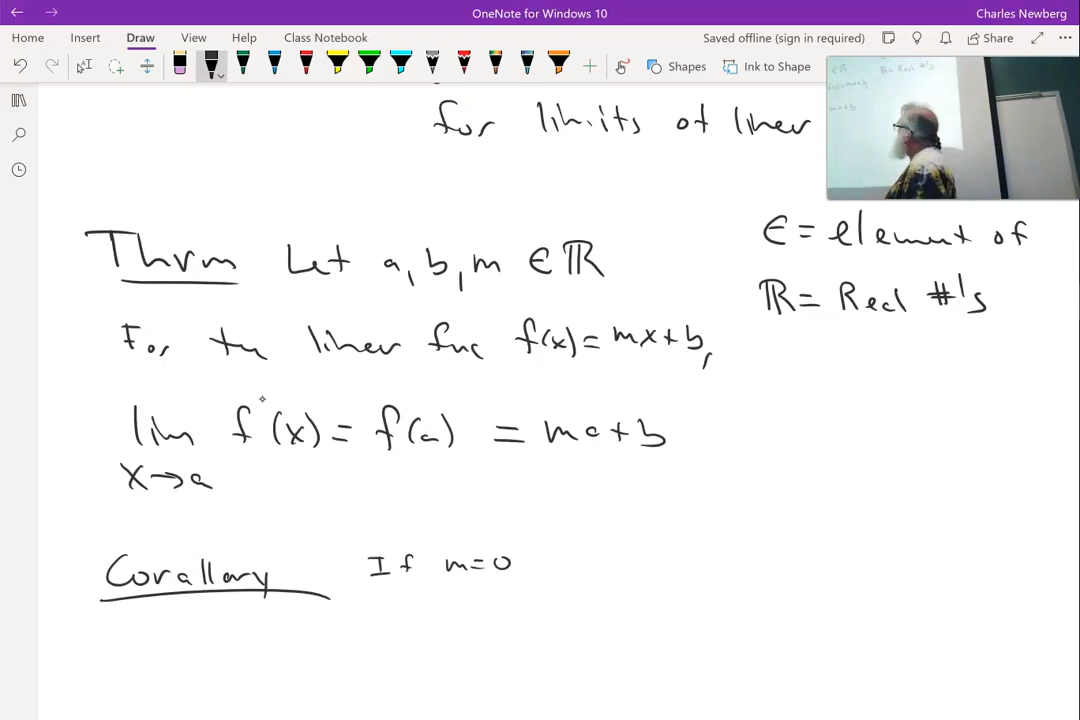 OneNote for Windows 10
Charles Newberg
Home Insert Draw View Help Class Notebook
Saved offline (sign in required)
Share
Shapes
Ink to Shape
for limits of liner
Thrm Let a, b, m ∈ ℝ
∈ = element of
ℝ = Real #'s
For the liner fnc f(x) = mx + b,
lim f(x) = f(a) = ma + b
x→a
Corallary If m = 0